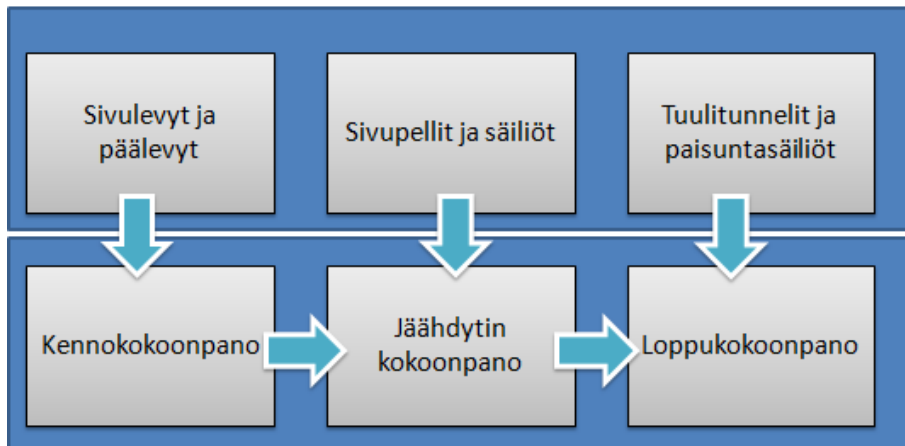 Sivulevyt ja
päälevyt
Sivupellit ja säiliöt
Tuulitunnelit ja
paisuntasäiliöt
Kennokokoonpano
Jäähdytin
kokoonpano
Loppukokoonpano